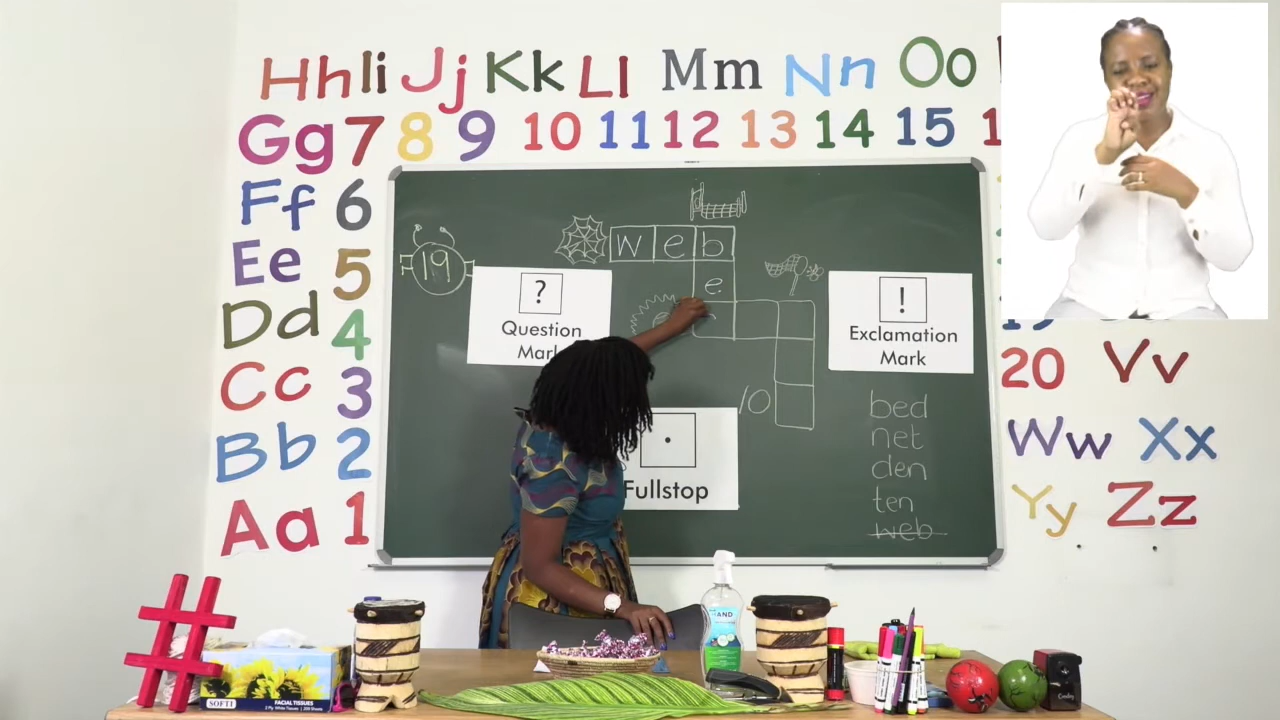 Hh Ii Jj Kk Ll Mm Nn Oo
Gg 7 8 9 10 11 12 13 14 15
Ff 6
Ee 5
Dd 4
Cc 3
Bb 2
Aa 1
19
web
e
?
Question
Mark
!
Exclamation
Mark
10
.
Fullstop
bed
net
den
ten
web
20 Vv
Ww Xx
Yy Zz
SOFTI
FACIAL TISSUES
HAND